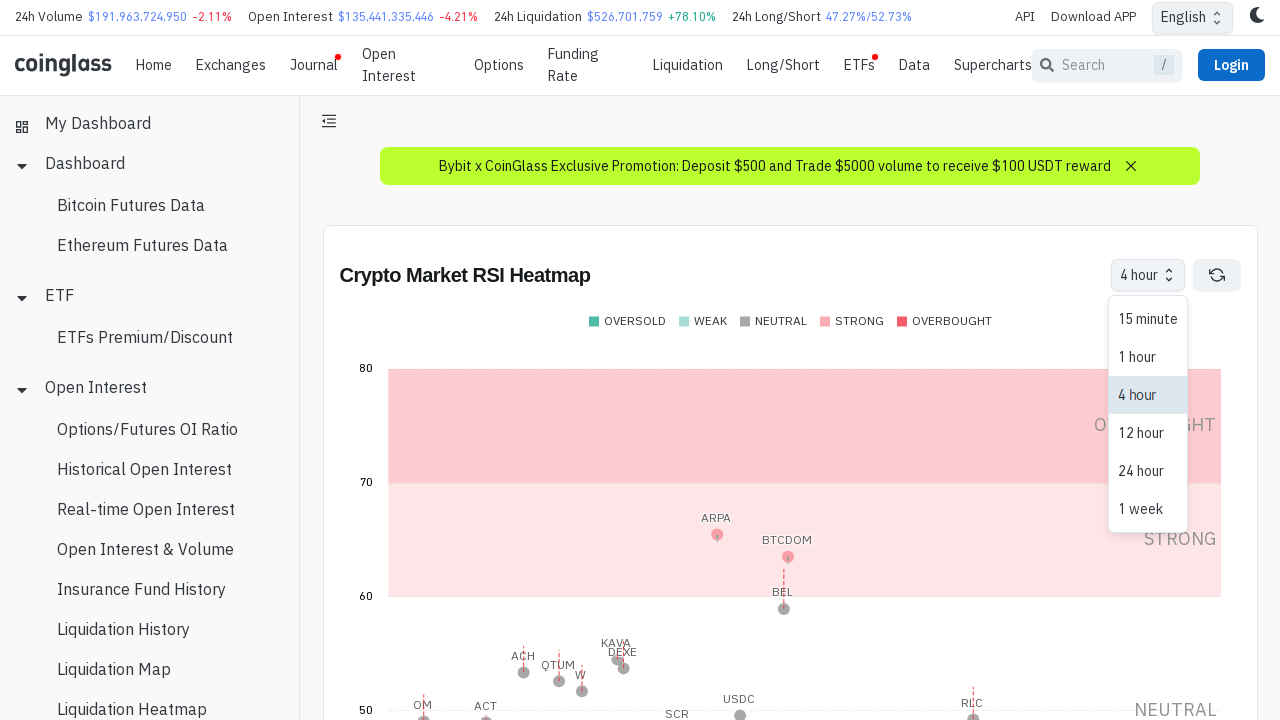 24h Volume $191,963,724,950 -2.11% Open Interest $135,441,335,446 -4.21% 24h Liquidation $526,701,759 +78.10% 24h Long/Short 47.27%/52.73% API Download APP English
coinglass Home Exchanges Journal Open Interest Options Funding Rate Liquidation Long/Short ETFs Data Supercharts Search / Login
My Dashboard
Dashboard
Bitcoin Futures Data
Ethereum Futures Data
ETF
ETFs Premium/Discount
Open Interest
Options/Futures OI Ratio
Historical Open Interest
Real-time Open Interest
Open Interest & Volume
Insurance Fund History
Liquidation History
Liquidation Map
Liquidation Heatmap
Bybit x CoinGlass Exclusive Promotion: Deposit $500 and Trade $5000 volume to receive $100 USDT reward
Crypto Market RSI Heatmap
4 hour
15 minute
1 hour
4 hour
12 hour
24 hour
1 week
OVERSOLD WEAK NEUTRAL STRONG OVERBOUGHT
80
70
ARPA
STRONG
BTCDOM
60
BEL
KAVA
DEXE
ACH
QTUM
W
USDC
RLC
OM
ACT
SCR
50
NEUTRAL